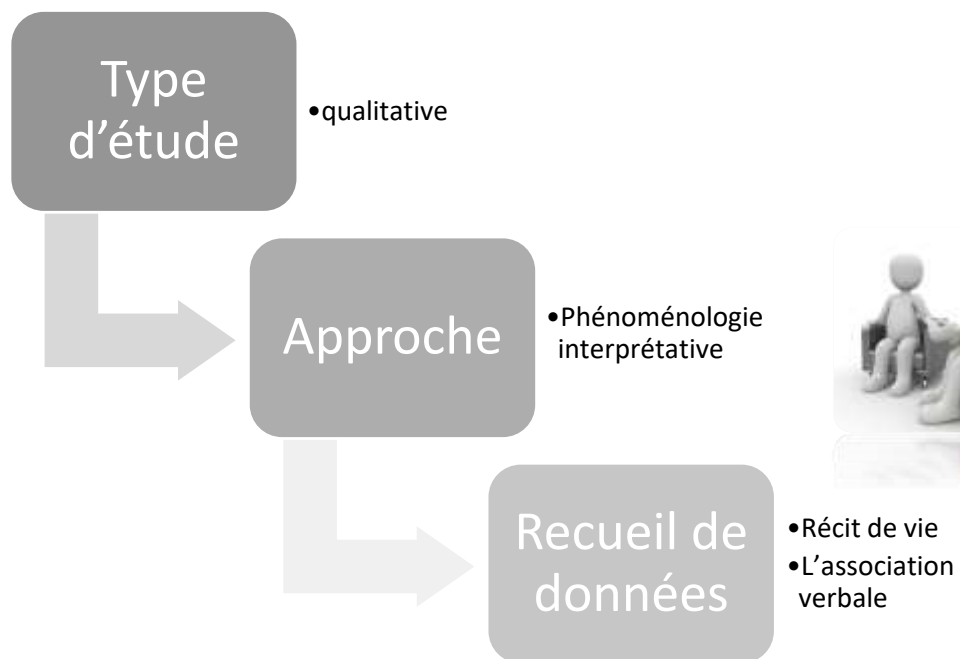 Type
d’étude
•qualitative
Approche
•Phénoménologie
interprétative
Recueil de
données
•Récit de vie
•L’association
verbale